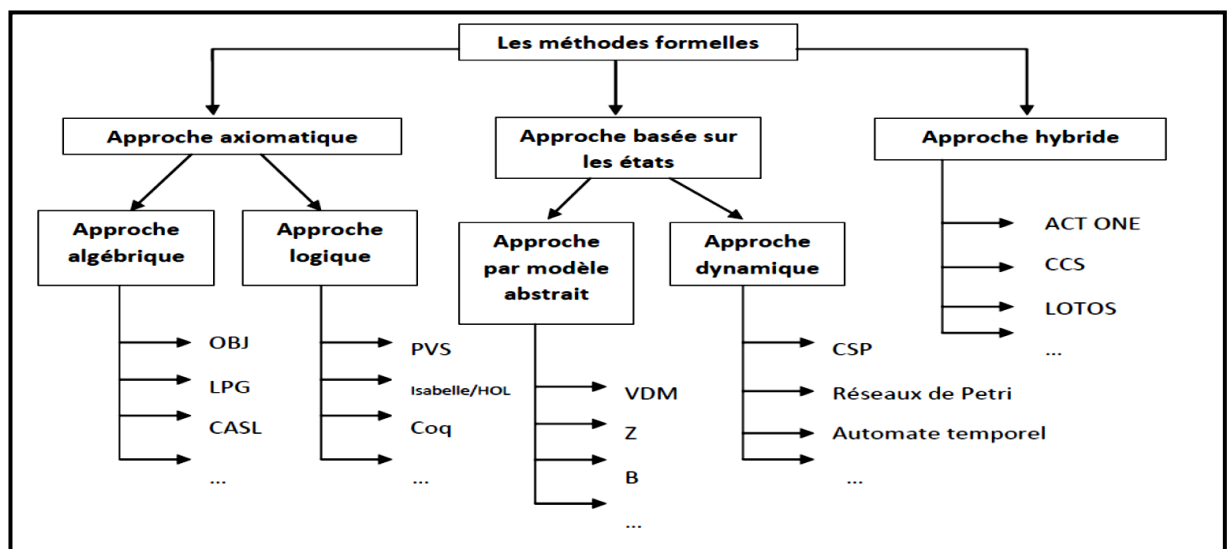 Les méthodes formelles
Approche axiomatique
Approche basée sur
les états
Approche hybride
Approche
algébrique
OBJ
LPG
CASL
...
Approche
logique
PVS
Isabelle/HOL
Coq
...
Approche
par modèle
abstrait
VDM
Z
B
...
Approche
dynamique
CSP
Réseaux de Petri
Automate temporel
...
ACT ONE
CCS
LOTOS
...